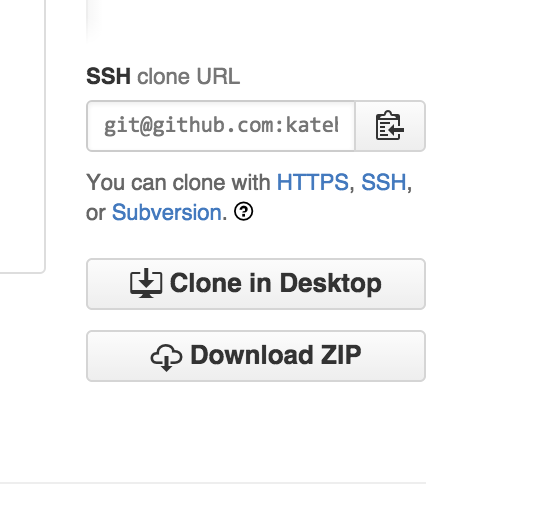 SSH clone URL
git@github.com:kate
You can clone with HTTPS, SSH,
or Subversion.
Clone in Desktop
Download ZIP